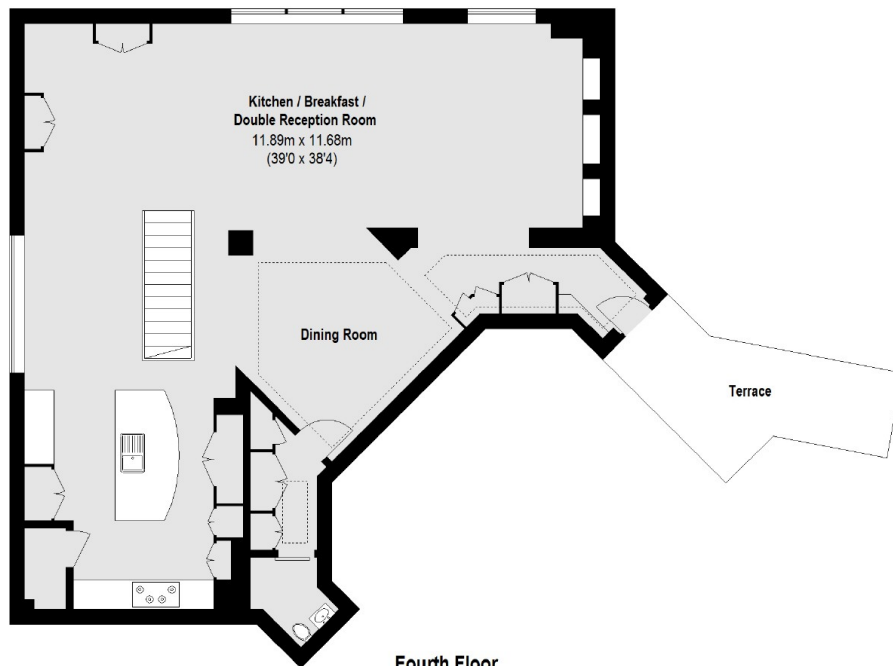 Kitchen / Breakfast /
Double Reception Room
11.89m x 11.68m
(39'0 x 38'4)
Dining Room
Terrace
Fourth Floor